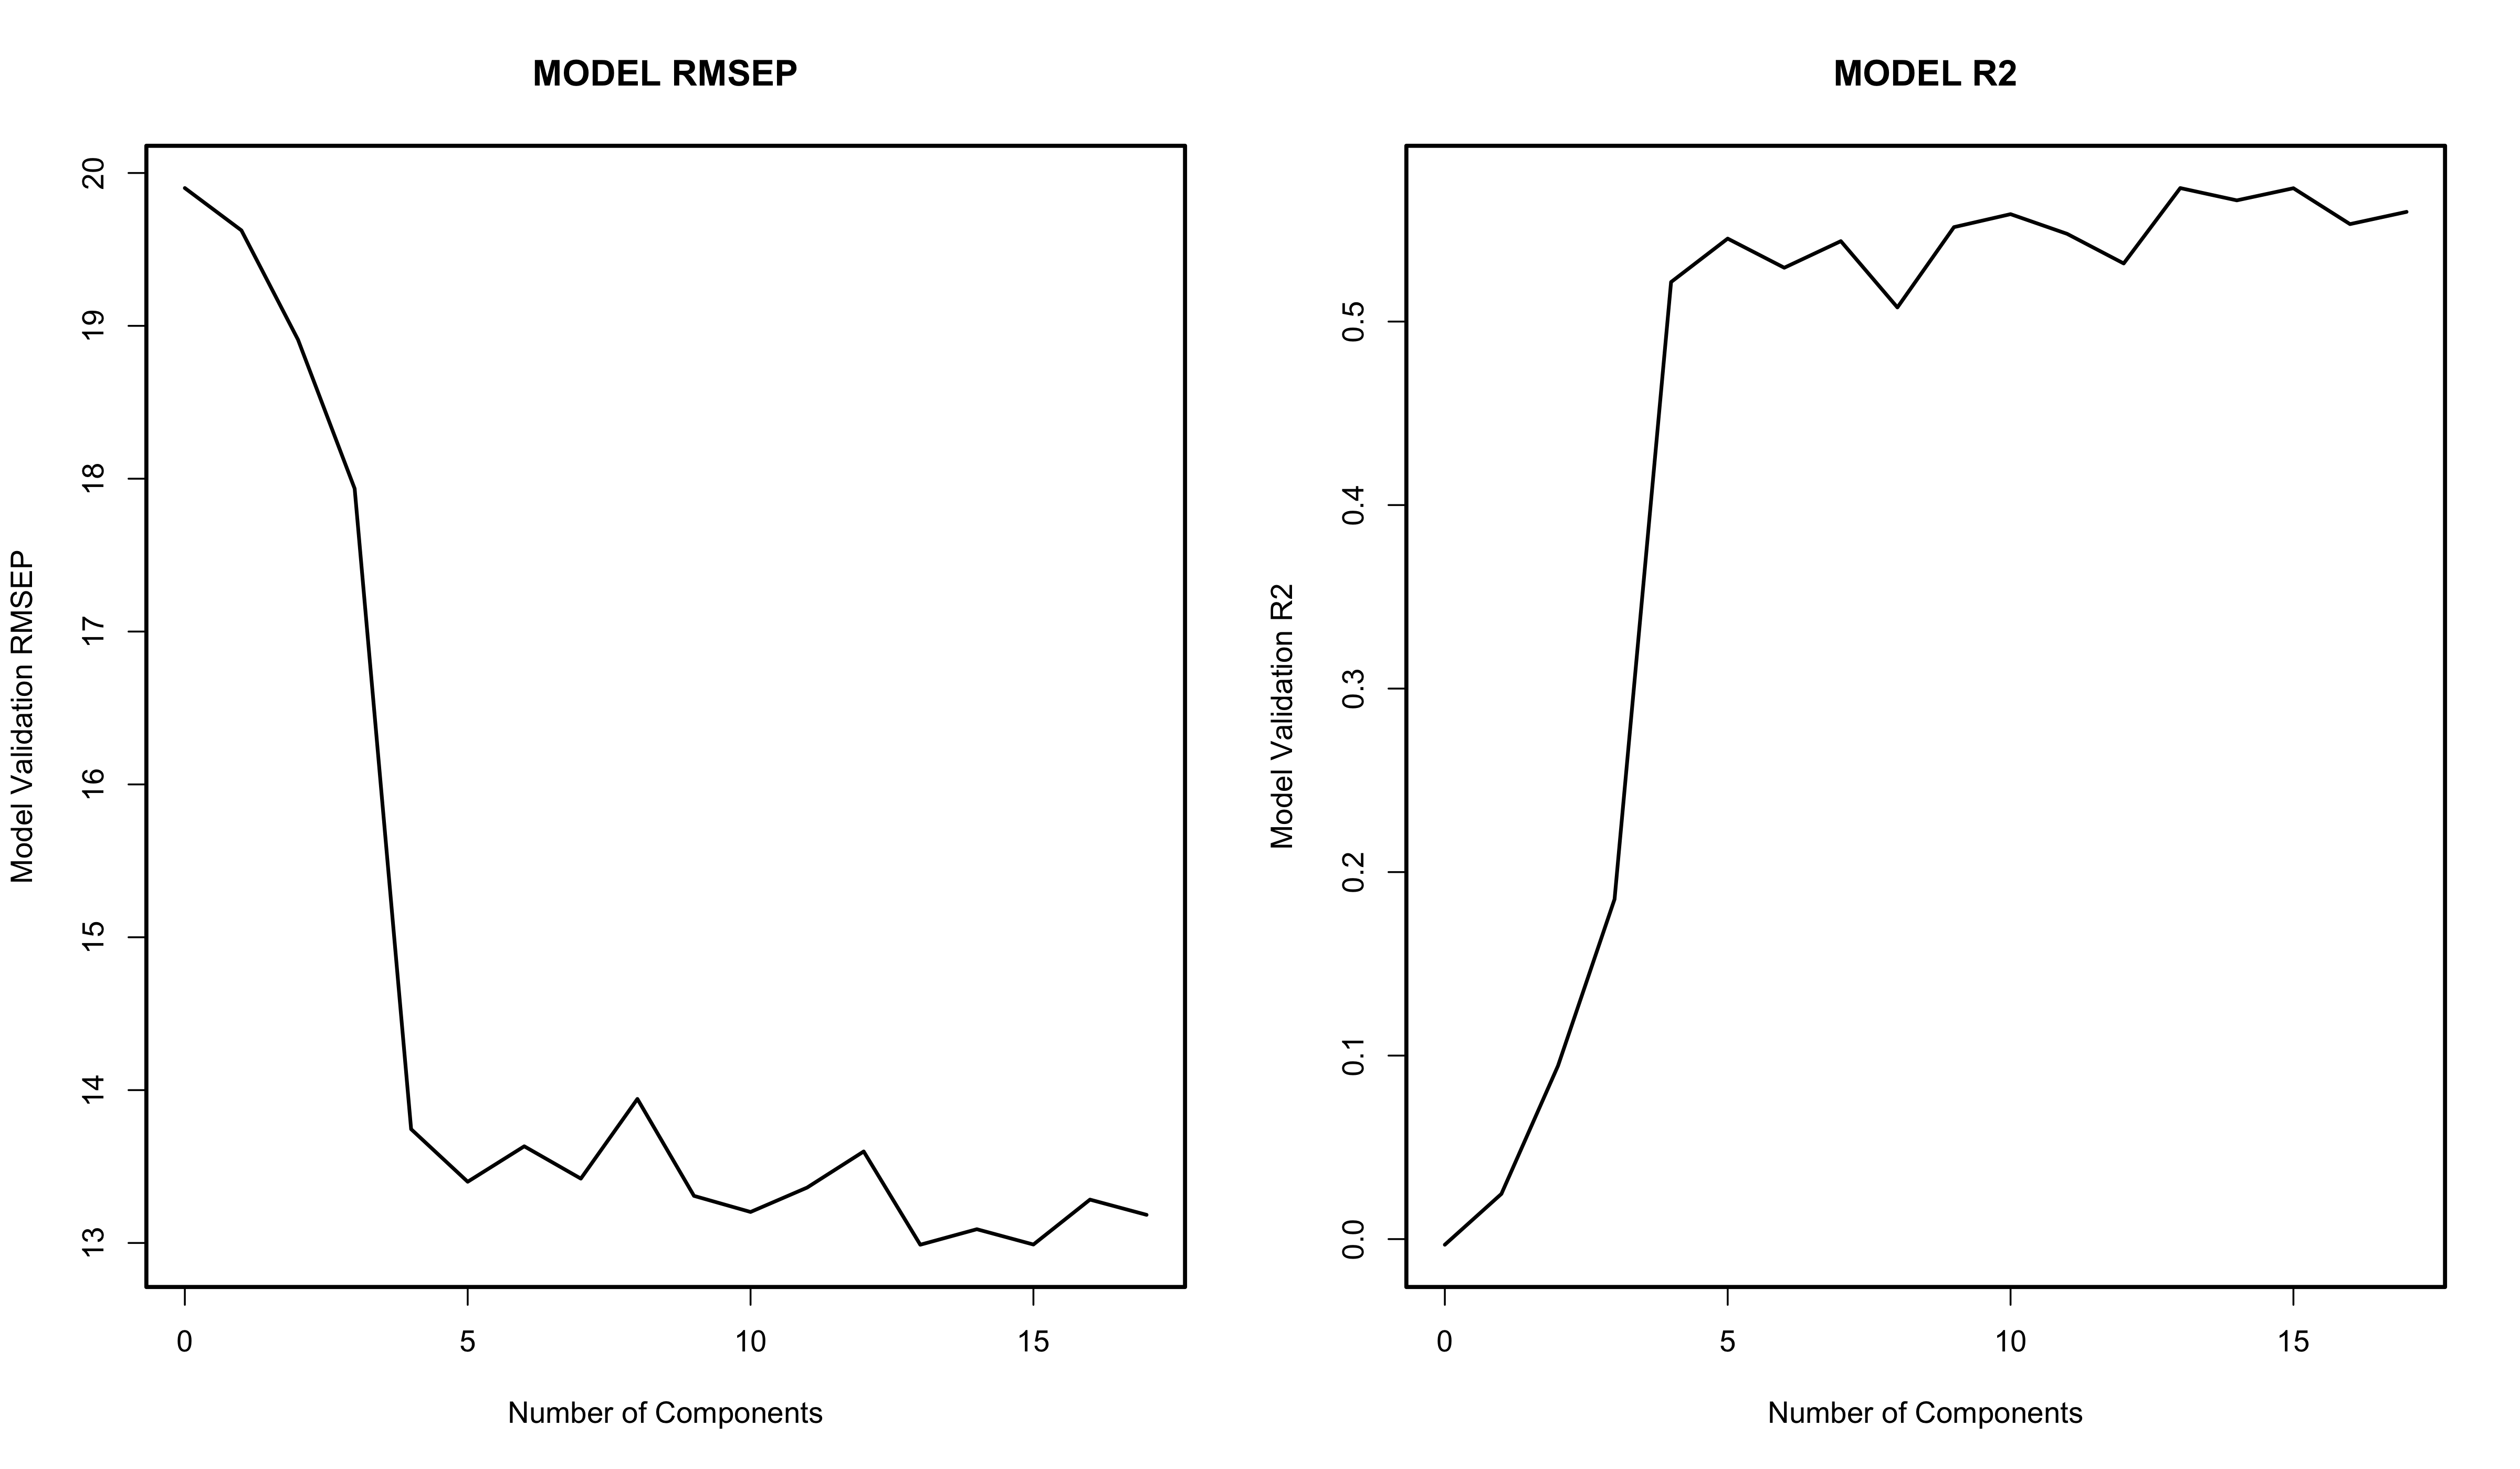 MODEL RMSEP
Model Validation RMSEP
20
19
18
17
16
15
14
13
0 5 10 15
Number of Components
MODEL R2
Model Validation R2
0.5
0.4
0.3
0.2
0.1
0.0
0 5 10 15
Number of Components